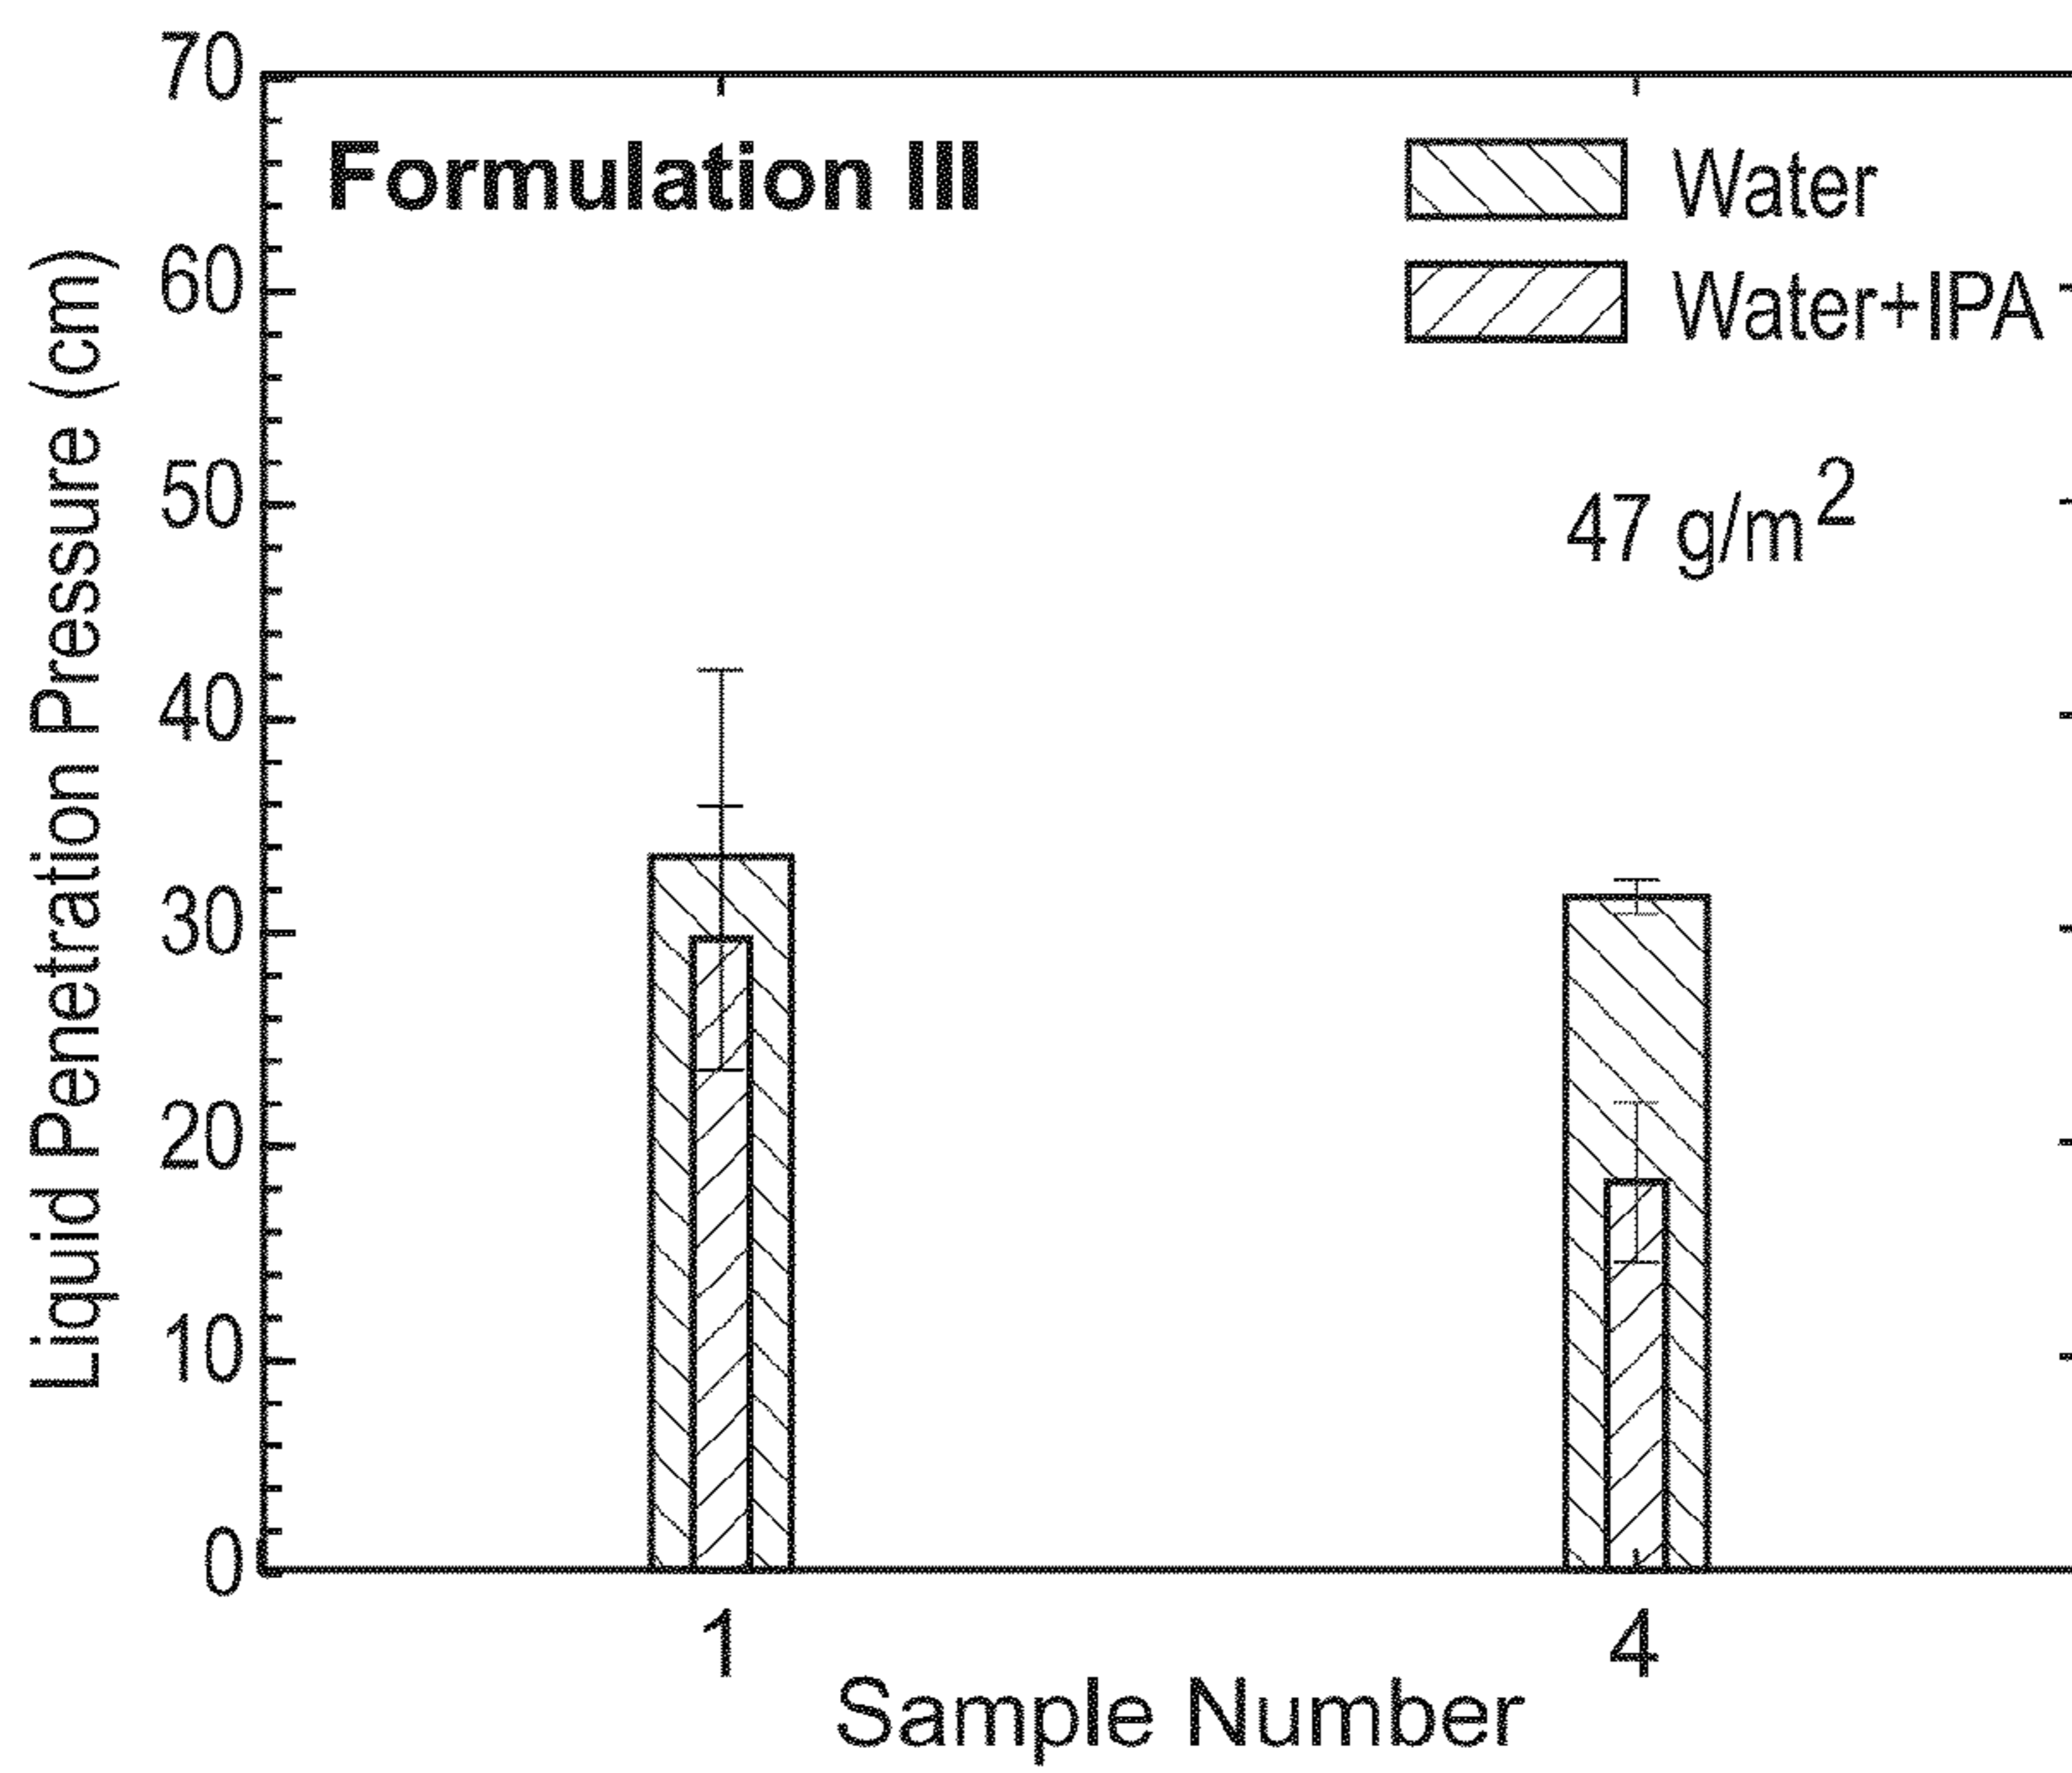 Liquid Penetration Pressure (cm)
70
60
50
40
30
20
10
0
Formulation III
Water
Water+IPA
47 g/m²
1
4
Sample Number